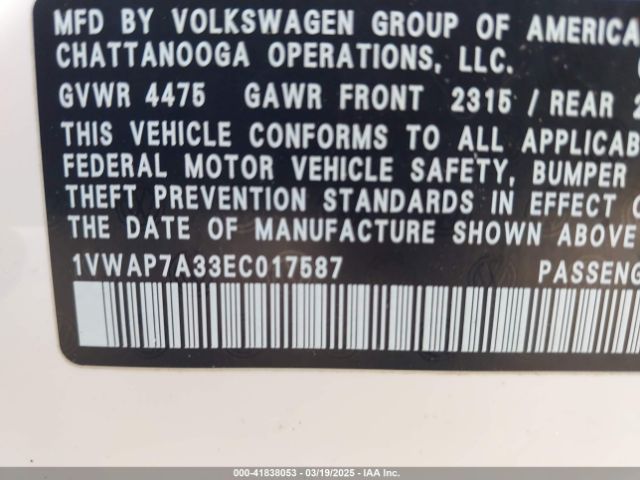 MFD BY VOLKSWAGEN GROUP OF AMERICA
CHATTANOOGA OPERATIONS, LLC.
GVWR 4475 GAWR FRONT 2315 / REAR
THIS VEHICLE CONFORMS TO ALL APPLICAB
FEDERAL MOTOR VEHICLE SAFETY, BUMPER
THEFT PREVENTION STANDARDS IN EFFECT
THE DATE OF MANUFACTURE SHOWN ABOVE
1VWAP7A33EC017587 PASSENG
000-41838053 / 03/19/2025 / IAA Inc.